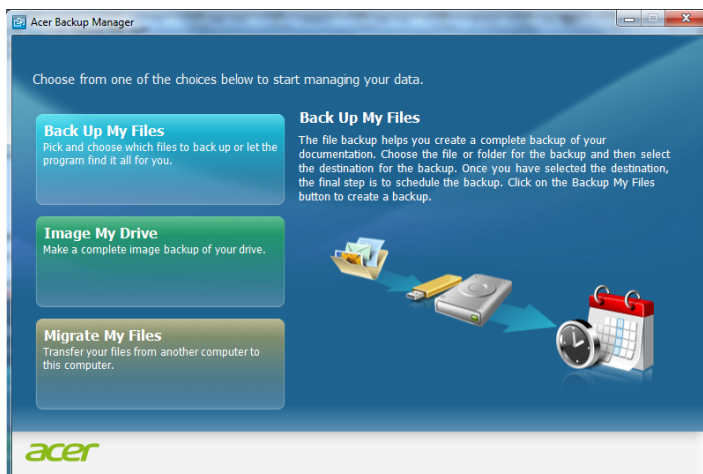 Acer Backup Manager
Choose from one of the choices below to start managing your data.
Back Up My Files
Pick and choose which files to back up or let the
program find it all for you.
Image My Drive
Make a complete image backup of your drive.
Migrate My Files
Transfer your files from another computer to
this computer.
Back Up My Files
The file backup helps you create a complete backup of your
documentation. Choose the file or folder for the backup and then select
the destination for the backup. Once you have selected the destination,
the final step is to schedule the backup. Click on the Backup My Files
button to create a backup.
acer